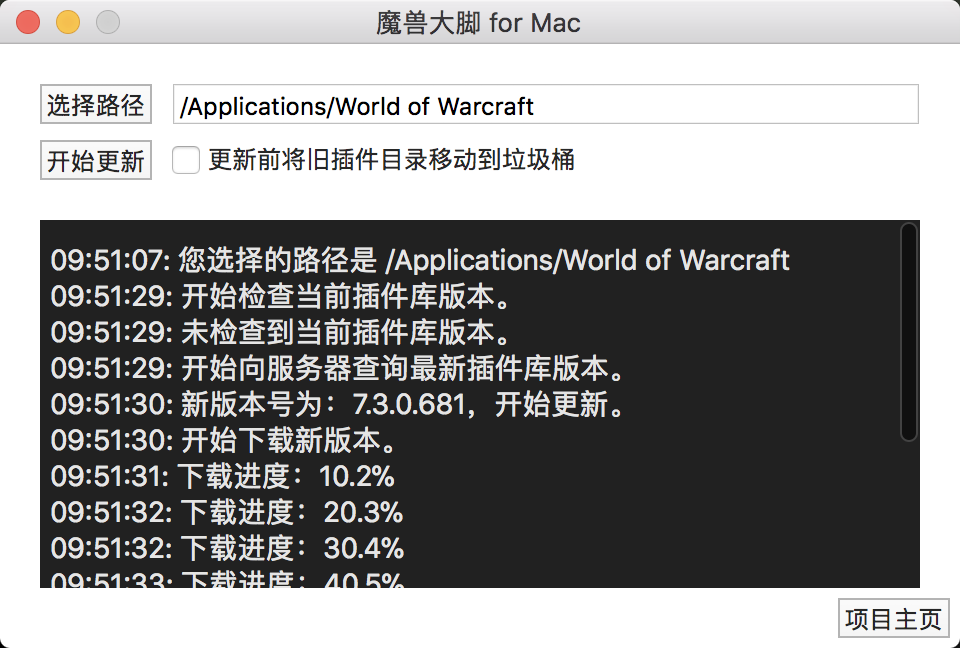 魔兽大脚 for Mac
选择路径 /Applications/World of Warcraft
开始更新 更新前将旧插件目录移动到垃圾桶
09:51:07: 您选择的路径是 /Applications/World of Warcraft
09:51:29: 开始检查当前插件库版本。
09:51:29: 未检查到当前插件库版本。
09:51:29: 开始向服务器查询最新插件库版本。
09:51:30: 新版本号为：7.3.0.681，开始更新。
09:51:30: 开始下载新版本。
09:51:31: 下载进度：10.2%
09:51:32: 下载进度：20.3%
09:51:32: 下载进度：30.4%
09:51:33: 下载进度：40.5%
项目主页